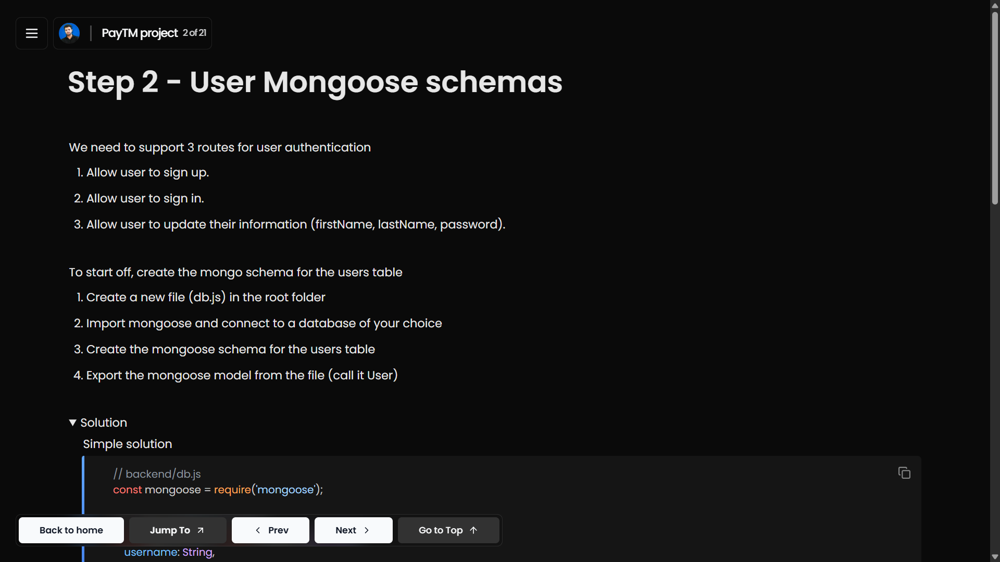 PayTM project 2 of 21
Step 2 - User Mongoose schemas
We need to support 3 routes for user authentication
1. Allow user to sign up.
2. Allow user to sign in.
3. Allow user to update their information (firstName, lastName, password).
To start off, create the mongo schema for the users table
1. Create a new file (db.js) in the root folder
2. Import mongoose and connect to a database of your choice
3. Create the mongoose schema for the users table
4. Export the mongoose model from the file (call it User)
Solution
Simple solution
// backend/db.js
const mongoose = require('mongoose');
Back to home
Jump To
Prev
Next
Go to Top
username: String,